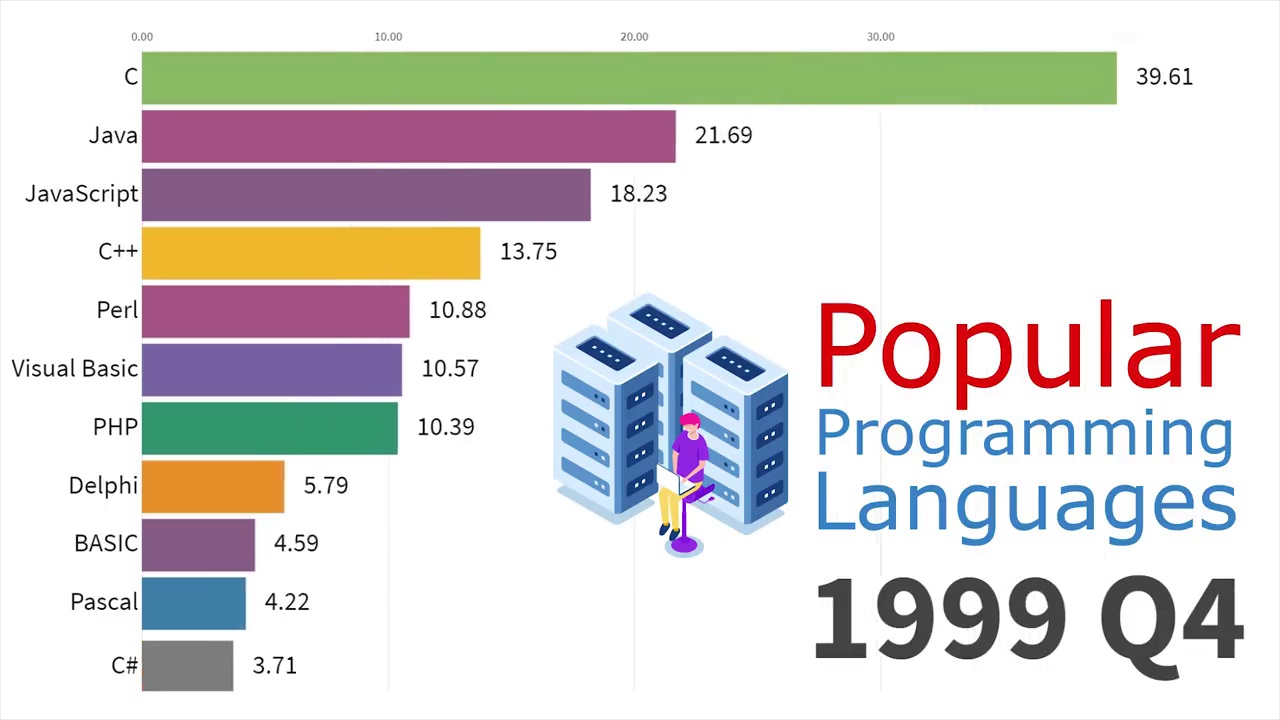 0.00 10.00 20.00 30.00
C 39.61
Java 21.69
JavaScript 18.23
C++ 13.75
Perl 10.88
Visual Basic 10.57
PHP 10.39
Delphi 5.79
BASIC 4.59
Pascal 4.22
C# 3.71
Popular
Programming
Languages
1999 Q4